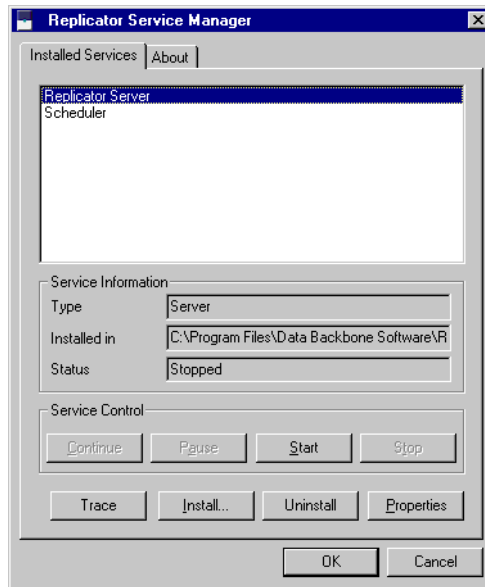 Replicator Service Manager
Installed Services About
Replicator Server
Scheduler
Service Information
Type Server
Installed in C:\Program Files\Data Backbone Software\R
Status Stopped
Service Control
Continue Pause Start Stop
Trace Install... Uninstall Properties
OK Cancel